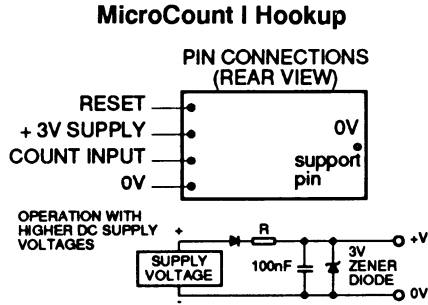 MicroCount I Hookup
PIN CONNECTIONS
(REAR VIEW)
RESET
+ 3V SUPPLY
COUNT INPUT
0V
0V
support
pin
OPERATION WITH
HIGHER DC SUPPLY
VOLTAGES
+
SUPPLY
VOLTAGE
-
R
100nF
3V
ZENER
DIODE
+V
0V